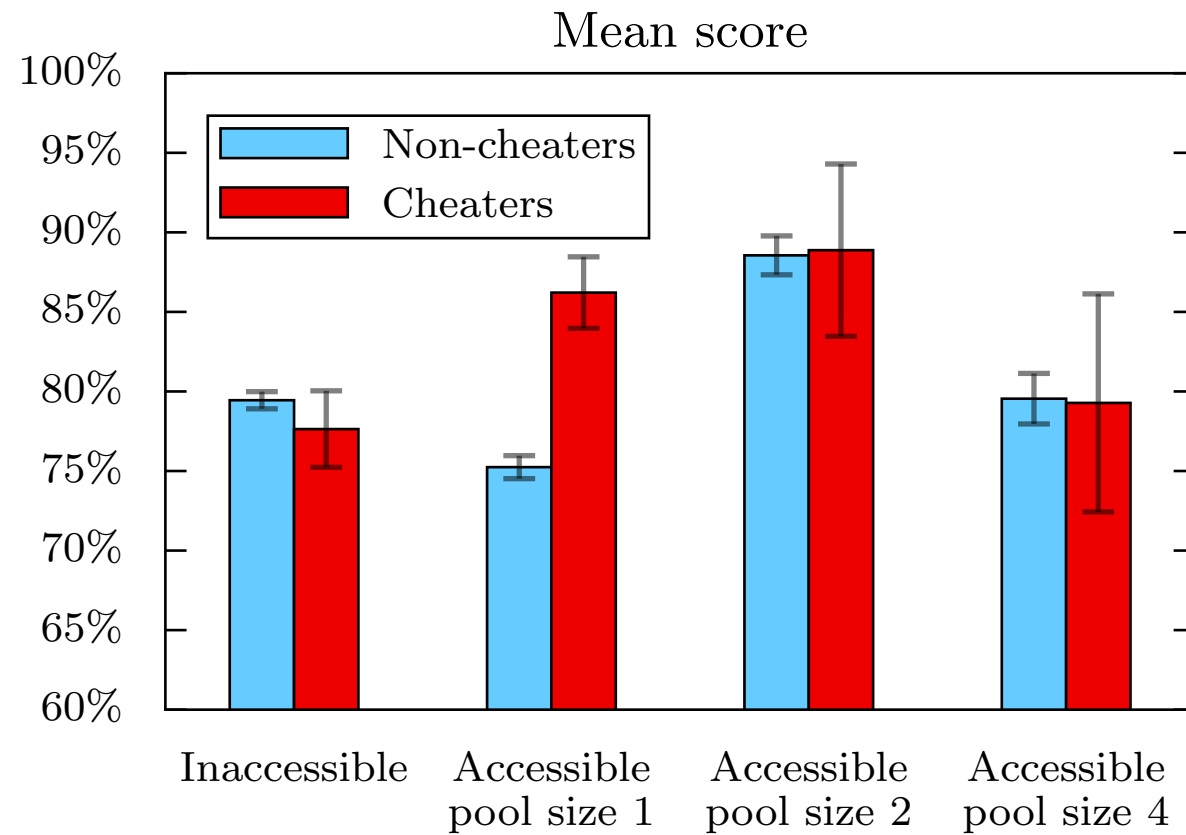 Mean score
100%
95%
90%
85%
80%
75%
70%
65%
60%
Non-cheaters
Cheaters
Inaccessible
Accessible
pool size 1
Accessible
pool size 2
Accessible
pool size 4